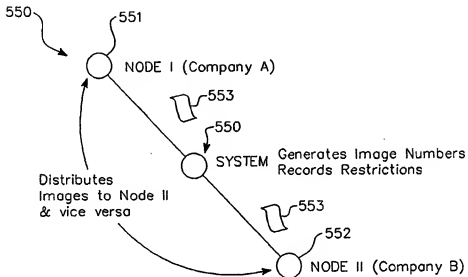 550
551
NODE I (Company A)
553
550
SYSTEM Generates Image Numbers
Records Restrictions
Distributes
Images to Node II
& vice versa
553
552
NODE II (Company B)